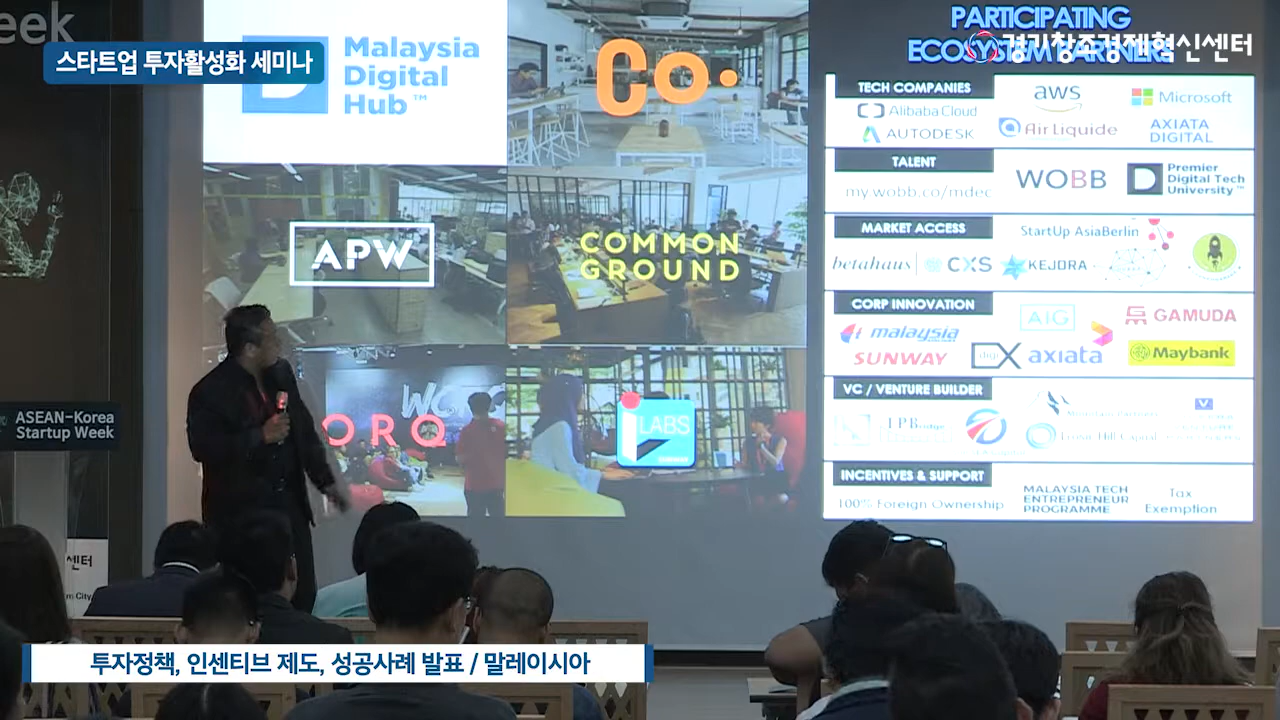 eek
스타트업 투자활성화 세미나
Malaysia
Digital
Hub™
Co.
APW
COMMON
GROUND
ORQ
LABS
PARTICIPATING
ECOSYSTEM PARTNERS
경기창조경제혁신센터
TECH COMPANIES
aws
Microsoft
Alibaba Cloud
AUTODESK
Air Liquide
AXIATA
DIGITAL
TALENT
my.wobb.co/mdec
WOBB
Premier
Digital Tech
University™
MARKET ACCESS
StartUp AsiaBerlin
betahaus
CXS
KEJORA
CORP INNOVATION
AIG
GAMUDA
malaysia
SUNWAY
digi
axiata
Maybank
VC / VENTURE BUILDER
INCENTIVES & SUPPORT
100% Foreign Ownership
MALAYSIA TECH
ENTREPRENEUR
PROGRAMME
Tax
Exemption
ASEAN-Korea
Startup Week
센터
City
투자정책, 인센티브 제도, 성공사례 발표 / 말레이시아